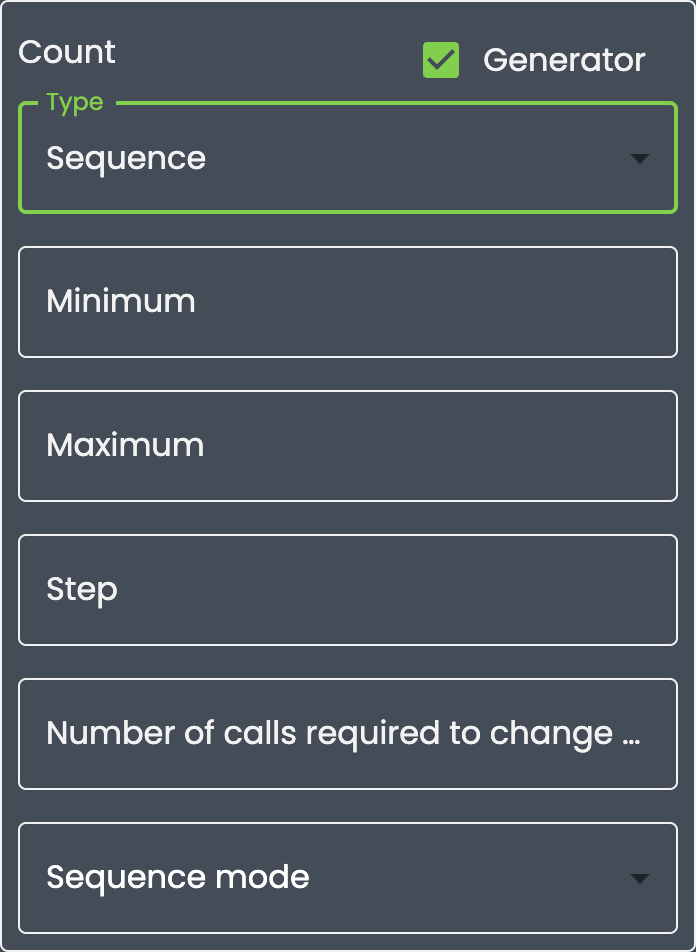 Count
Generator
Type
Sequence
Minimum
Maximum
Step
Number of calls required to change ...
Sequence mode